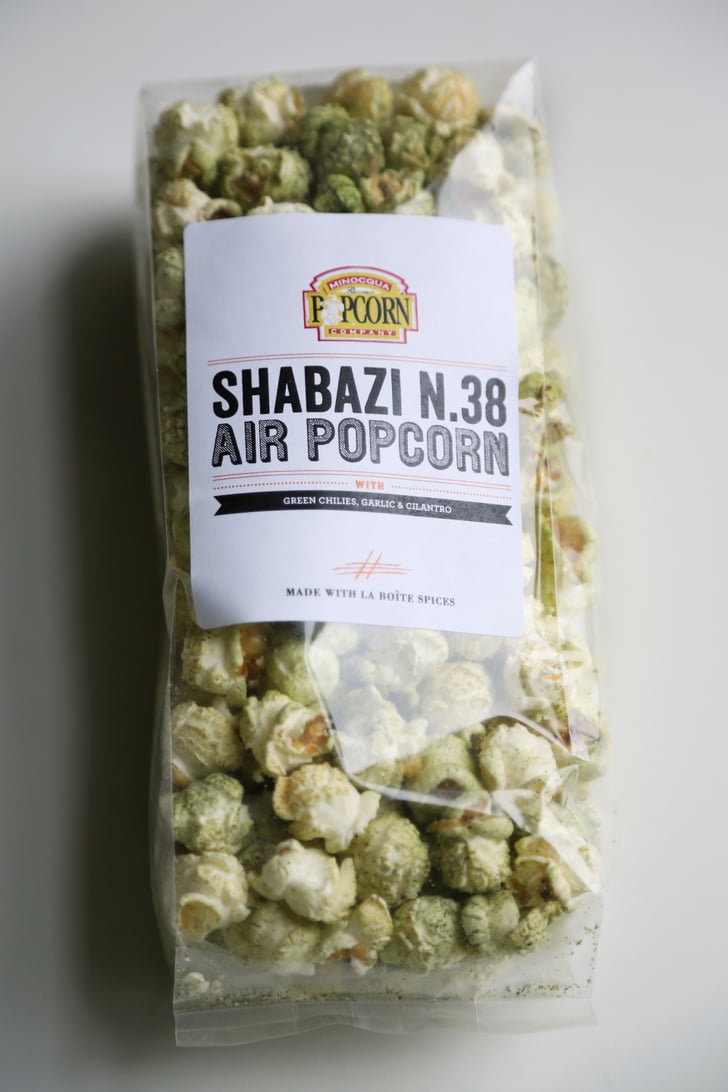 MINOCQUA
POPCORN
COMPANY
SHABAZI N.38
AIR POPCORN
WITH
GREEN CHILIES, GARLIC & CILANTRO
MADE WITH LA BOÎTE SPICES